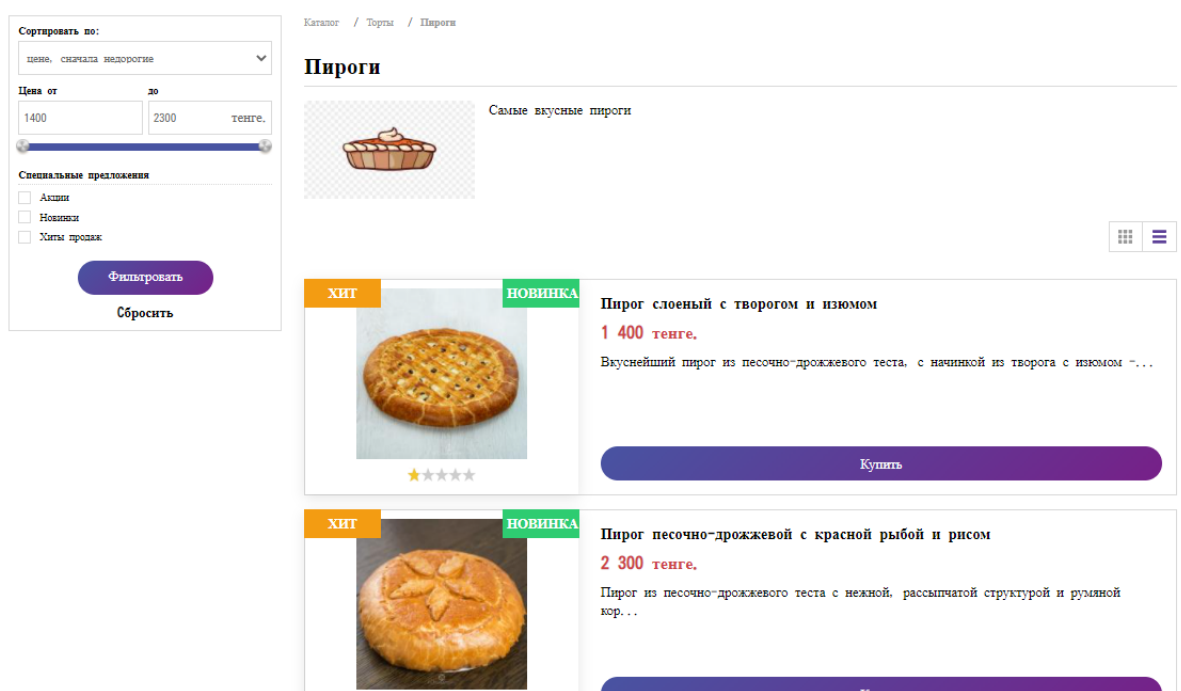 Сортировать по:
цене, сначала недорогие
Цена от до
1400 2300 тенге.
Специальные предложения
Акции
Новинки
Хиты продаж
Фильтровать
Сбросить
Каталог / Торты / Пироги
Пироги
Самые вкусные пироги
ХИТ
НОВИНКА
Пирог слоеный с творогом и изюмом
1 400 тенге.
Вкуснейший пирог из песочно-дрожжевого теста, с начинкой из творога с изюмом -...
Купить
ХИТ
НОВИНКА
Пирог песочно-дрожжевой с красной рыбой и рисом
2 300 тенге.
Пирог из песочно-дрожжевого теста с нежной, рассыпчатой структурой и румяной
кор...